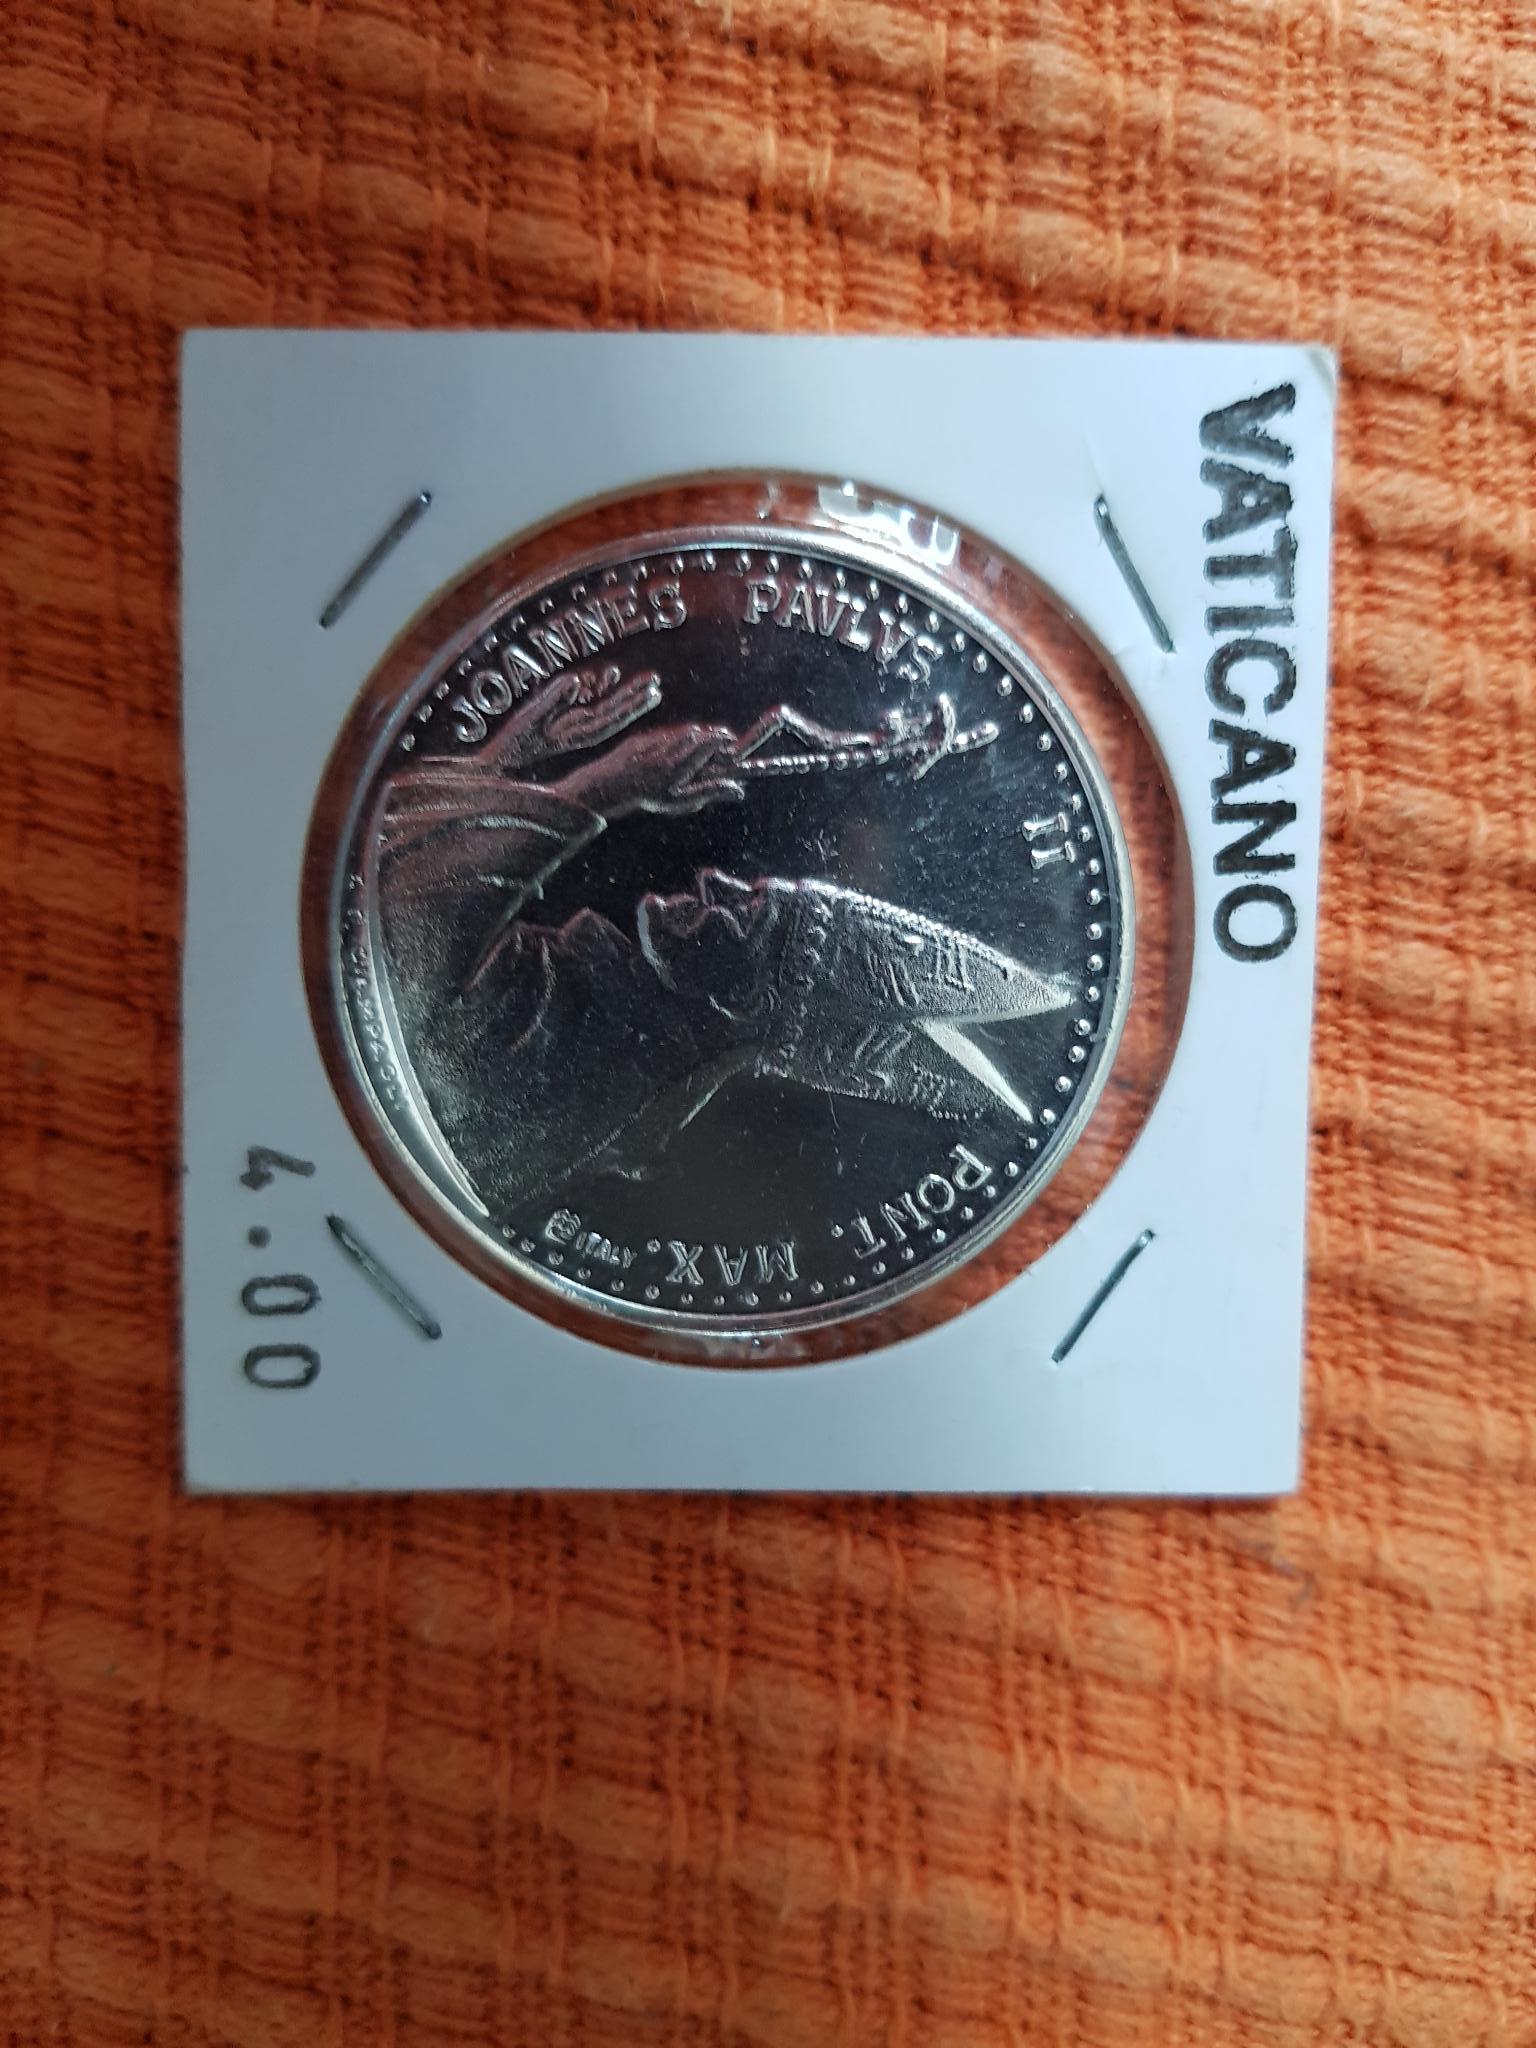 VATICANO
JOANNES PAVLVS II PONT. MAX.
4.00